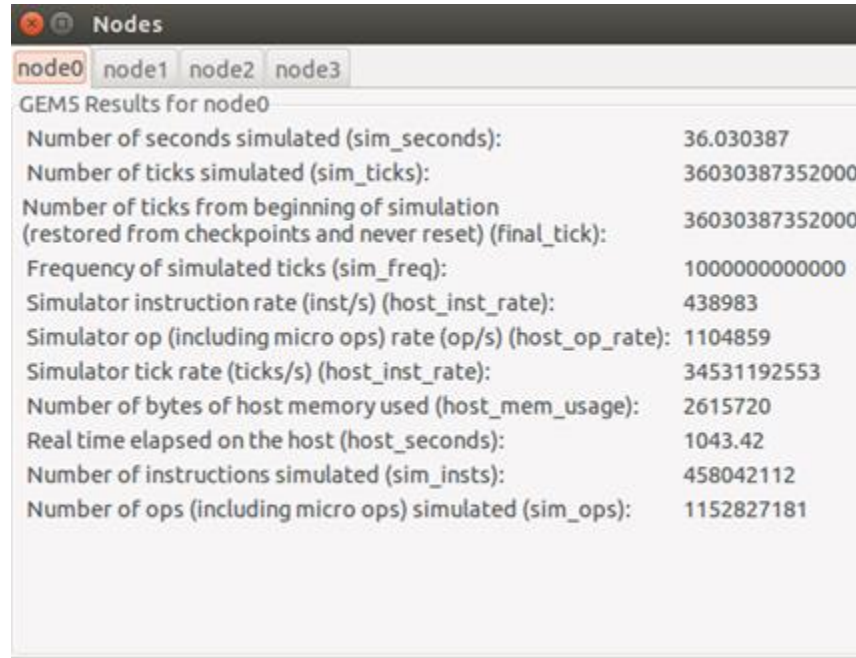 Nodes
node0 node1 node2 node3
GEM5 Results for node0
Number of seconds simulated (sim_seconds): 36.030387
Number of ticks simulated (sim_ticks): 36030387352000
Number of ticks from beginning of simulation
(restored from checkpoints and never reset) (final_tick): 36030387352000
Frequency of simulated ticks (sim_freq): 1000000000000
Simulator instruction rate (inst/s) (host_inst_rate): 438983
Simulator op (including micro ops) rate (op/s) (host_op_rate): 1104859
Simulator tick rate (ticks/s) (host_inst_rate): 34531192553
Number of bytes of host memory used (host_mem_usage): 2615720
Real time elapsed on the host (host_seconds): 1043.42
Number of instructions simulated (sim_insts): 458042112
Number of ops (including micro ops) simulated (sim_ops): 1152827181